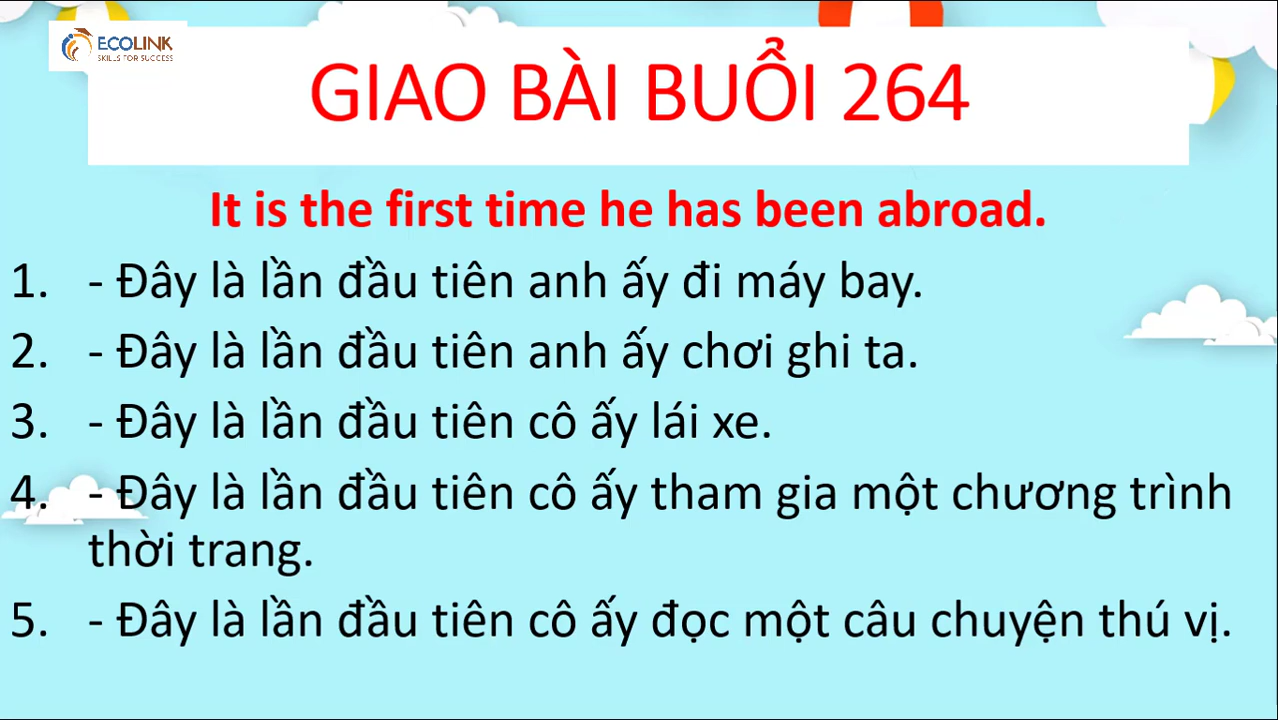 ECOLINK
SKILLS FOR SUCCESS
GIAO BÀI BUỔI 264
It is the first time he has been abroad.
1. - Đây là lần đầu tiên anh ấy đi máy bay.
2. - Đây là lần đầu tiên anh ấy chơi ghi ta.
3. - Đây là lần đầu tiên cô ấy lái xe.
4. - Đây là lần đầu tiên cô ấy tham gia một chương trình
thời trang.
5. - Đây là lần đầu tiên cô ấy đọc một câu chuyện thú vị.